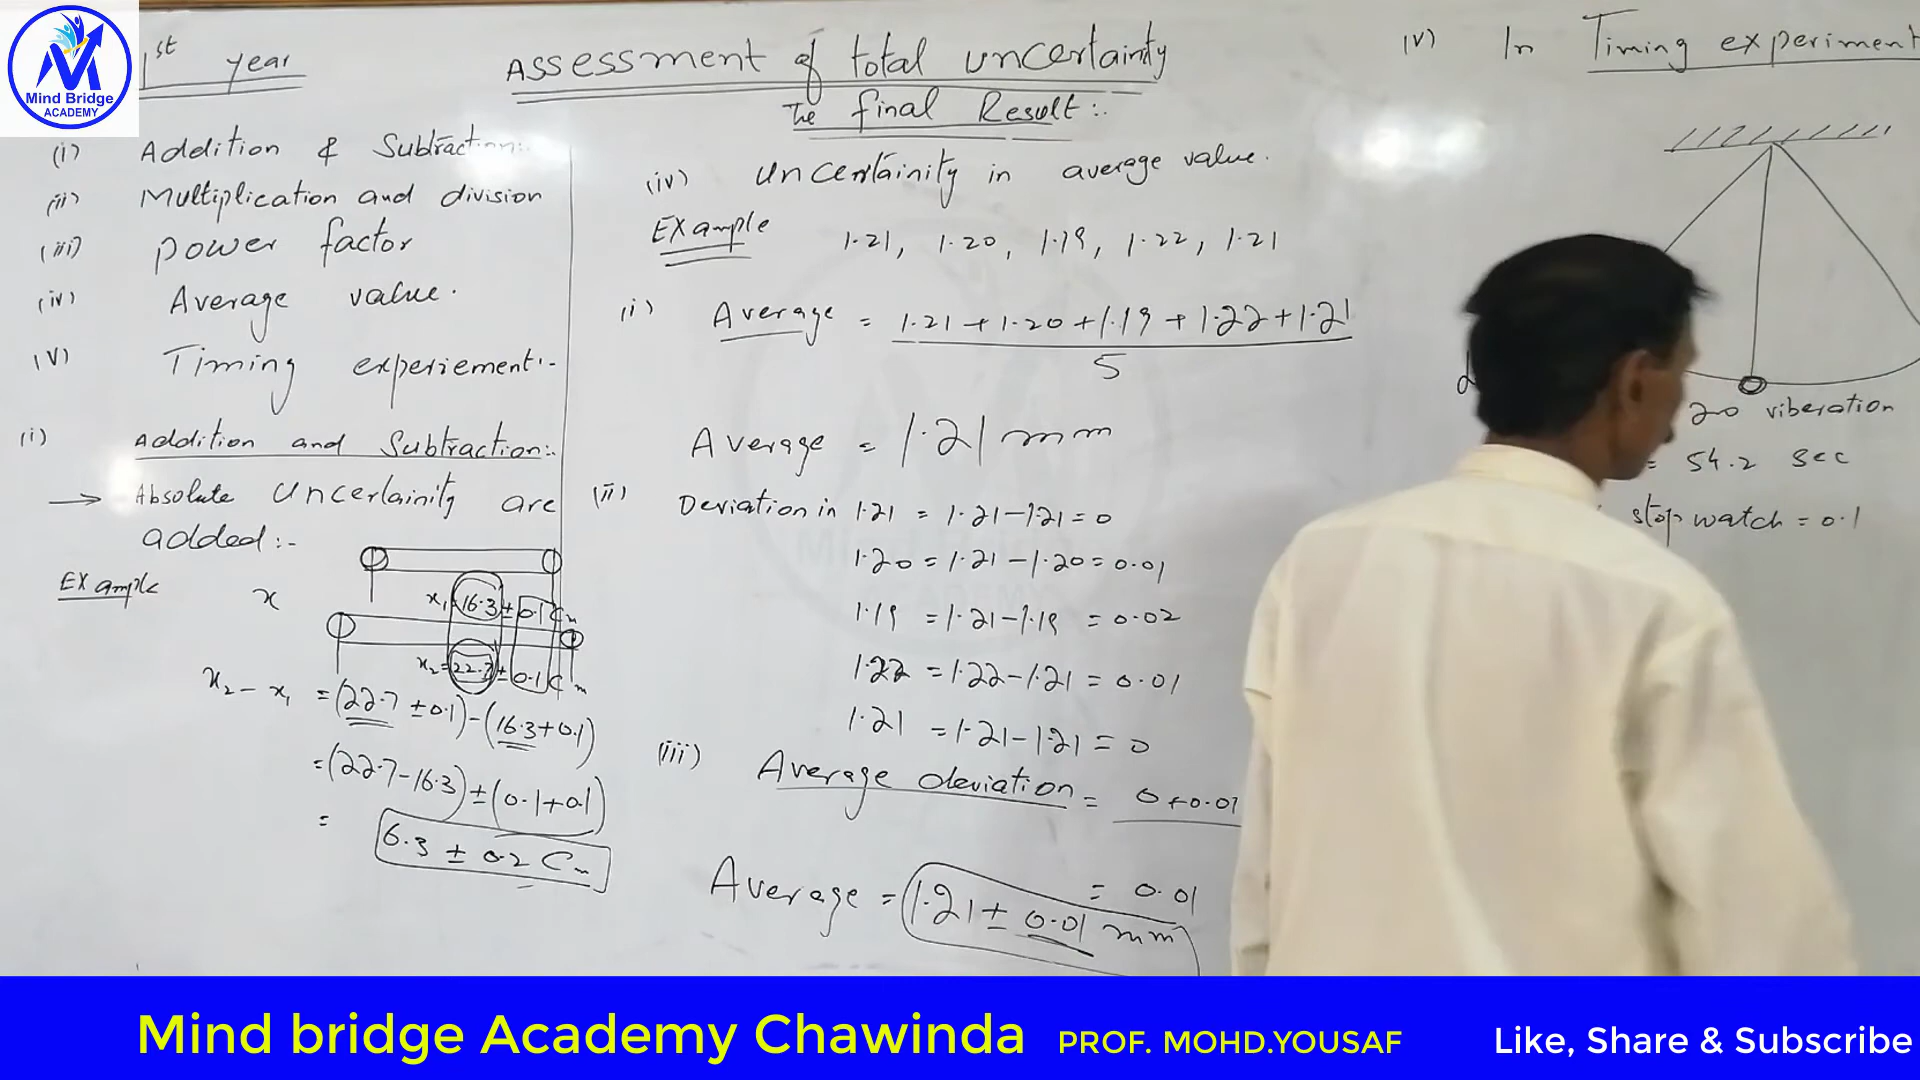 Mind Bridge
ACADEMY
1st year
Assessment of total uncertainity
The final Result:.
(i) Addition & Subtraction:.
(ii) Multiplication and division
(iii) power factor
(iv) Average value.
(V) Timing experiement:-
(i) Addition and Subtraction:.
→ Absolute uncertainity are
added:-
Example x
x₁ = 16.3 ± 0.1 cm
x₂ = 22.7 ± 0.1 cm
x₂ - x₁ = (22.7 ± 0.1) - (16.3 + 0.1)
= (22.7 - 16.3) ± (0.1 + 0.1)
= 6.3 ± 0.2 Cm
(iv) Uncertainity in average value.
Example 1.21, 1.20, 1.19, 1.22, 1.21
(i) Average = 1.21 + 1.20 + 1.19 + 1.22 + 1.21
5
Average = 1.21 mm
(ii) Deviation in 1.21 = 1.21 - 1.21 = 0
1.20 = 1.21 - 1.20 = 0.01
1.19 = 1.21 - 1.19 = 0.02
1.22 = 1.22 - 1.21 = 0.01
1.21 = 1.21 - 1.21 = 0
(iii) Average deviation = 0 + 0.01
= 0.01
Average = 1.21 ± 0.01 mm
(V) In Timing experiment
20 viberation
= 54.2 sec
stop watch = 0.1
Mind bridge Academy Chawinda PROF. MOHD.YOUSAF Like, Share & Subscribe